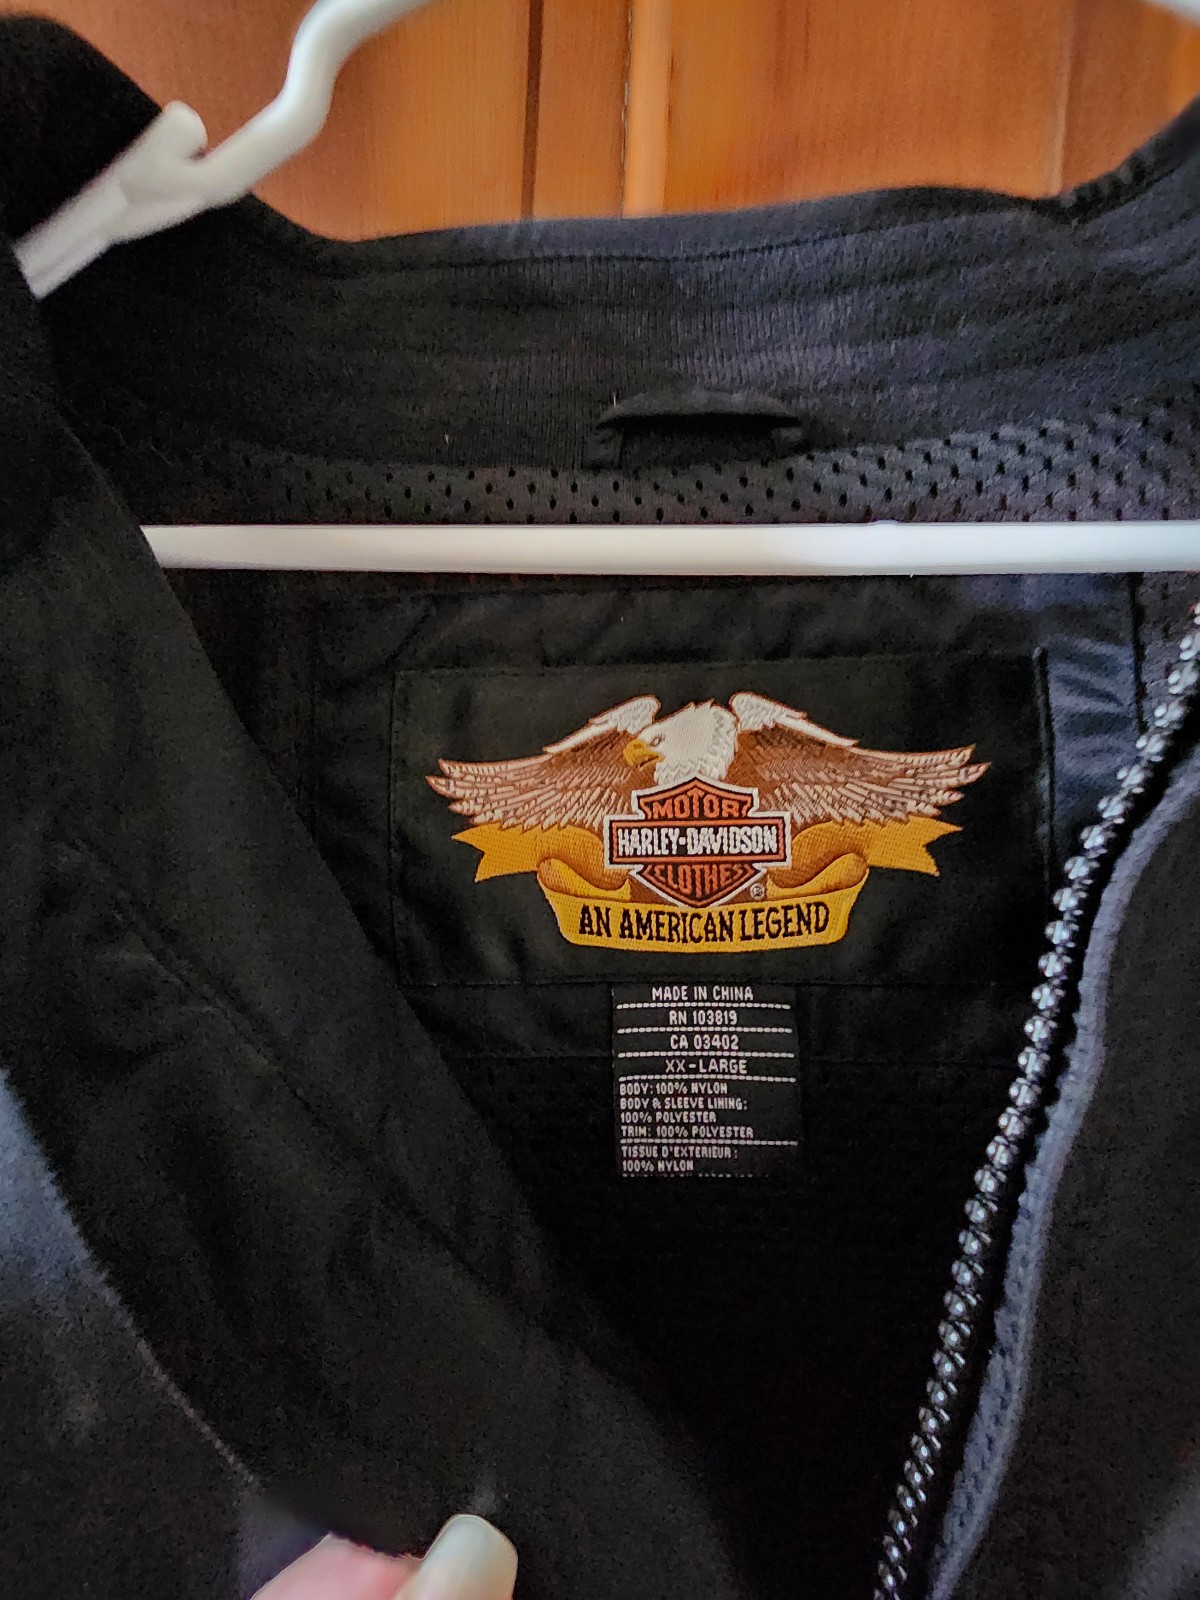 MOTOR
HARLEY-DAVIDSON
CLOTHES
®
AN AMERICAN LEGEND
MADE IN CHINA
RN 103819
CA 03402
XX-LARGE
BODY: 100% NYLON
BODY & SLEEVE LINING:
100% POLYESTER
TRIM: 100% POLYESTER
TISSUE D'EXTERIEUR :
100% NYLON